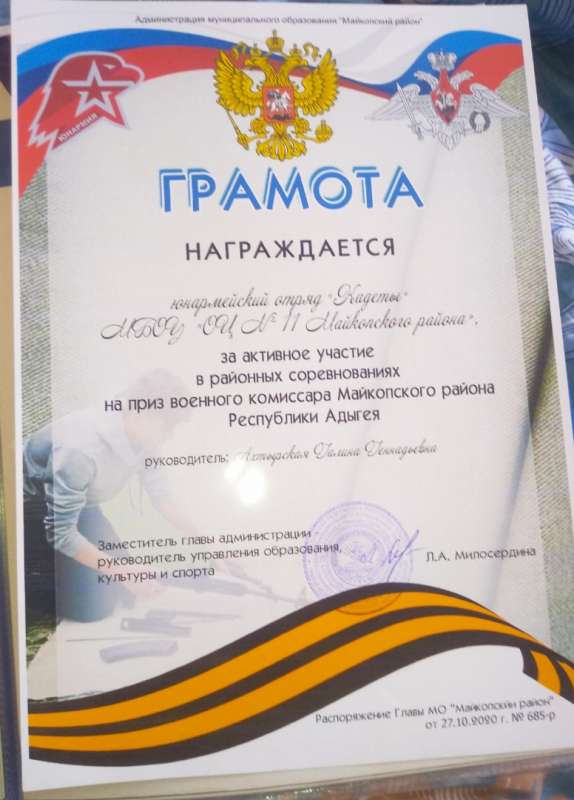 Администрация муниципального образования "Майкопский район"
ЮНАРМИЯ
ГРАМОТА
НАГРАЖДАЕТСЯ
юнармейский отряд "Кадеты"
МБОУ "ОЦ № 11 Майкопского района",
за активное участие
в районных соревнованиях
на приз военного комиссара Майкопского района
Республики Адыгея
руководитель: Ахтырская Галина Геннадьевна
Заместитель главы администрации
руководитель управления образования,
культуры и спорта
Л.А. Милосердина
Распоряжение Главы МО "Майкопский район"
от 27.10.2020 г. № 685-р